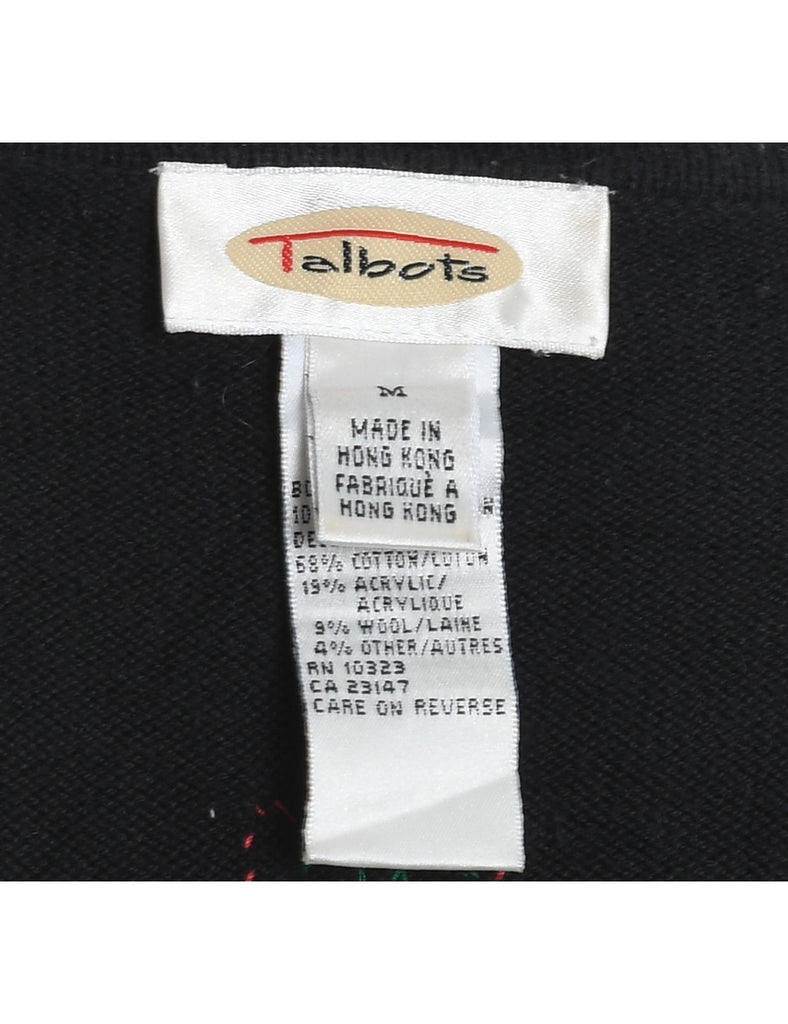 Talbots
M
MADE IN
HONG KONG
FABRIQUÈ A
HONG KONG
68% COTTON/COTON
19% ACRYLIC/
ACRYLIQUE
9% WOOL/LAINE
4% OTHER/AUTRES
RN 10323
CA 23147
CARE ON REVERSE